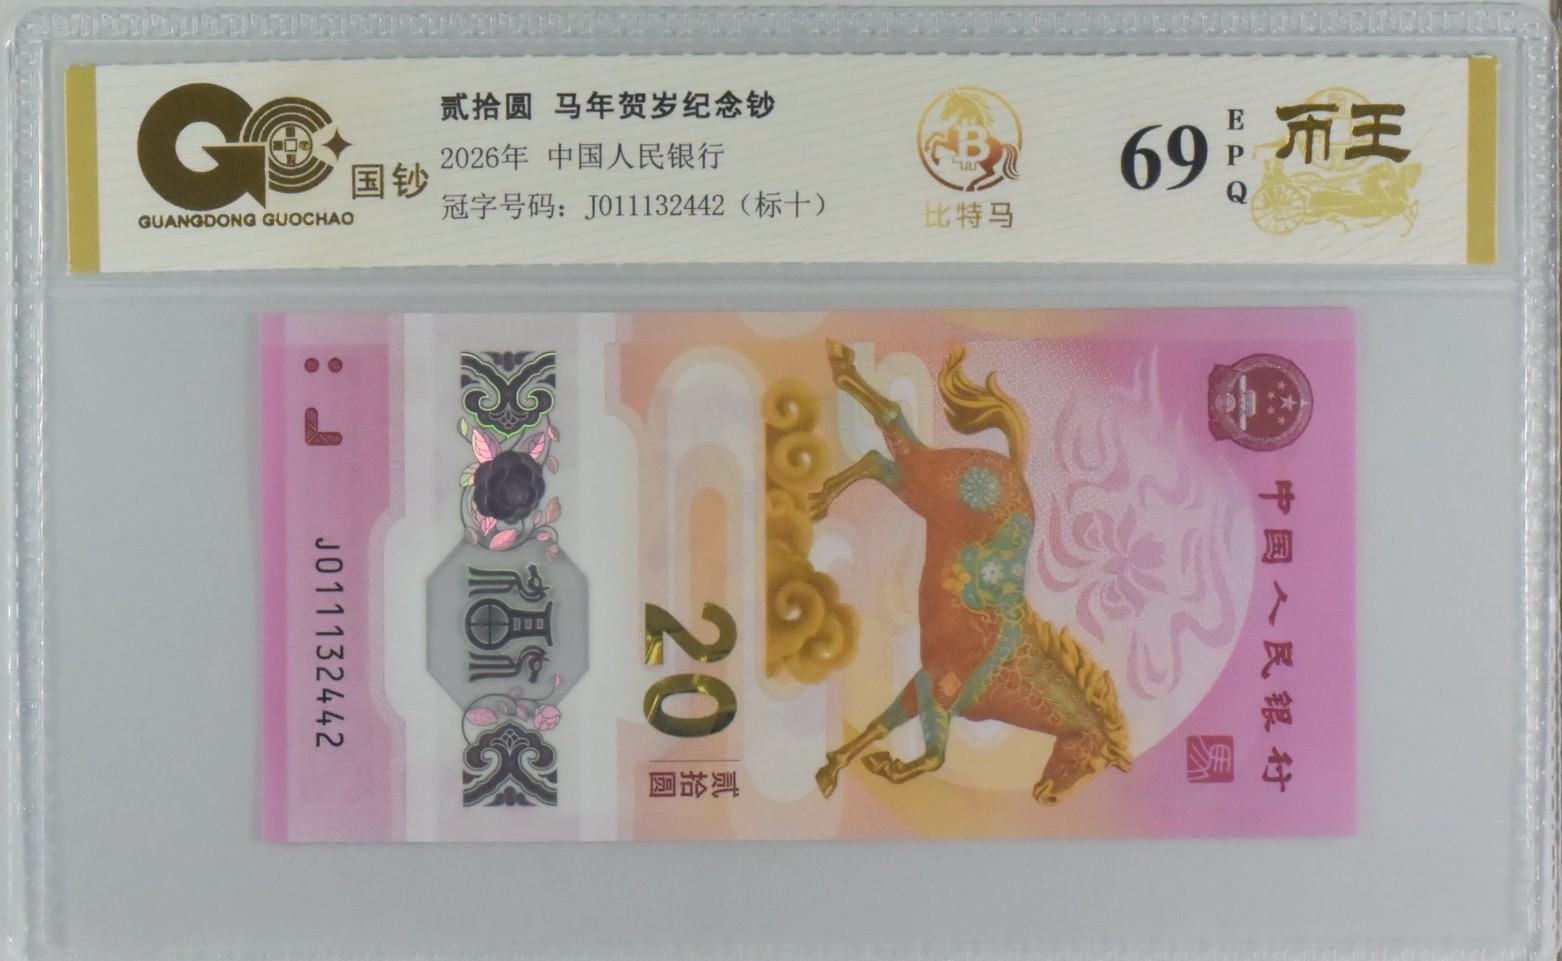 国钞
GUANGDONG GUOCHAO
贰拾圆 马年贺岁纪念钞
2026年 中国人民银行
冠字号码：J011132442（标十）
B
比特马
69
EPQ
币王
中国人民银行
马
20
贰拾圆
J011132442